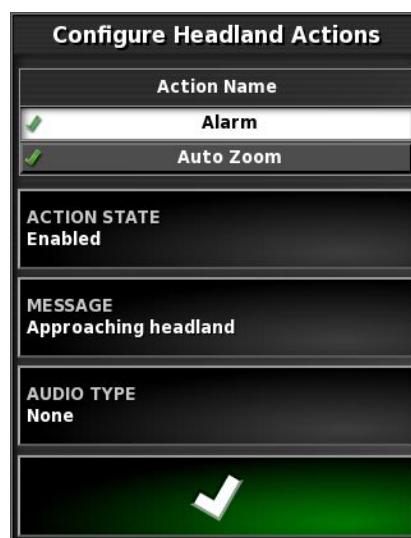 Configure Headland Actions
Action Name
Alarm
Auto Zoom
ACTION STATE
Enabled
MESSAGE
Approaching headland
AUDIO TYPE
None